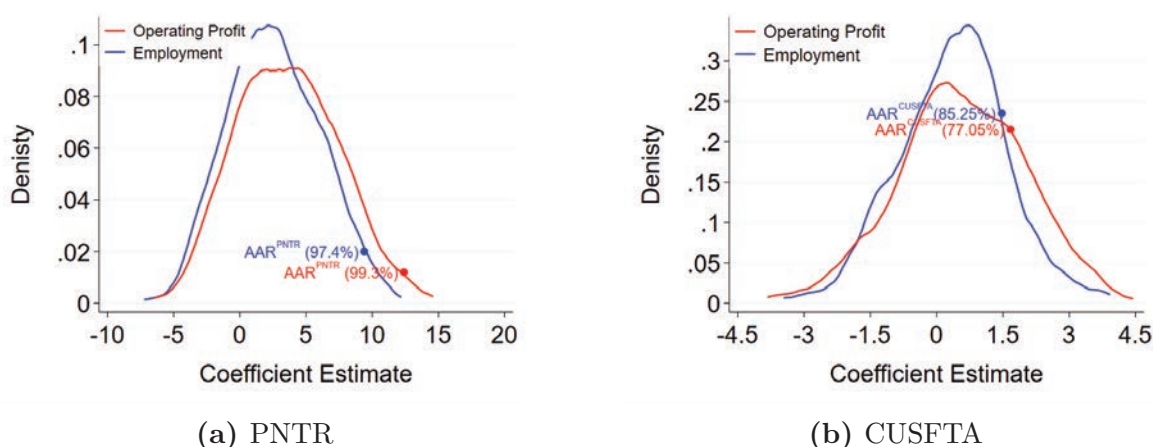 Operating Profit
Employment
.1
.08
.06
.04
.02
0
Denisty
AAR^PNTR (97.4%)
AAR^PNTR (99.3%)
-10 -5 0 5 10 15 20
Coefficient Estimate
(a) PNTR
Operating Profit
Employment
.3
.25
.2
.15
.1
.05
0
Denisty
AAR^CUSFTA (85.25%)
AAR^CUSFTA (77.05%)
-4.5 -3 -1.5 0 1.5 3 4.5
Coefficient Estimate
(b) CUSFTA